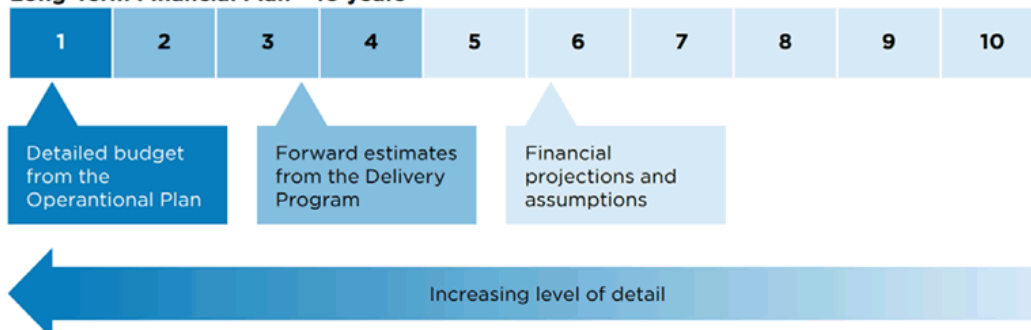 1 2 3 4 5 6 7 8 9 10
Detailed budget
from the
Operantional Plan
Forward estimates
from the Delivery
Program
Financial
projections and
assumptions
Increasing level of detail